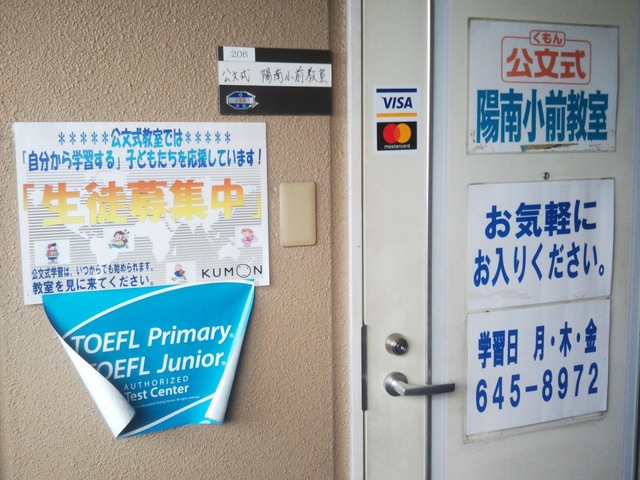 206
公文式 陽南小前教室
*****公文式教室では*****
「自分から学習する」子どもたちを応援しています!
「生徒募集中」
公文式学習は、いつからでも始められます。
教室を見に来てください。
KUMON
TOEFL Primary®
TOEFL Junior®
AUTHORIZED
Test Center
VISA
mastercard
くもん
公文式
陽南小前教室
お気軽に
お入りください。
学習日 月・木・金
645-8972